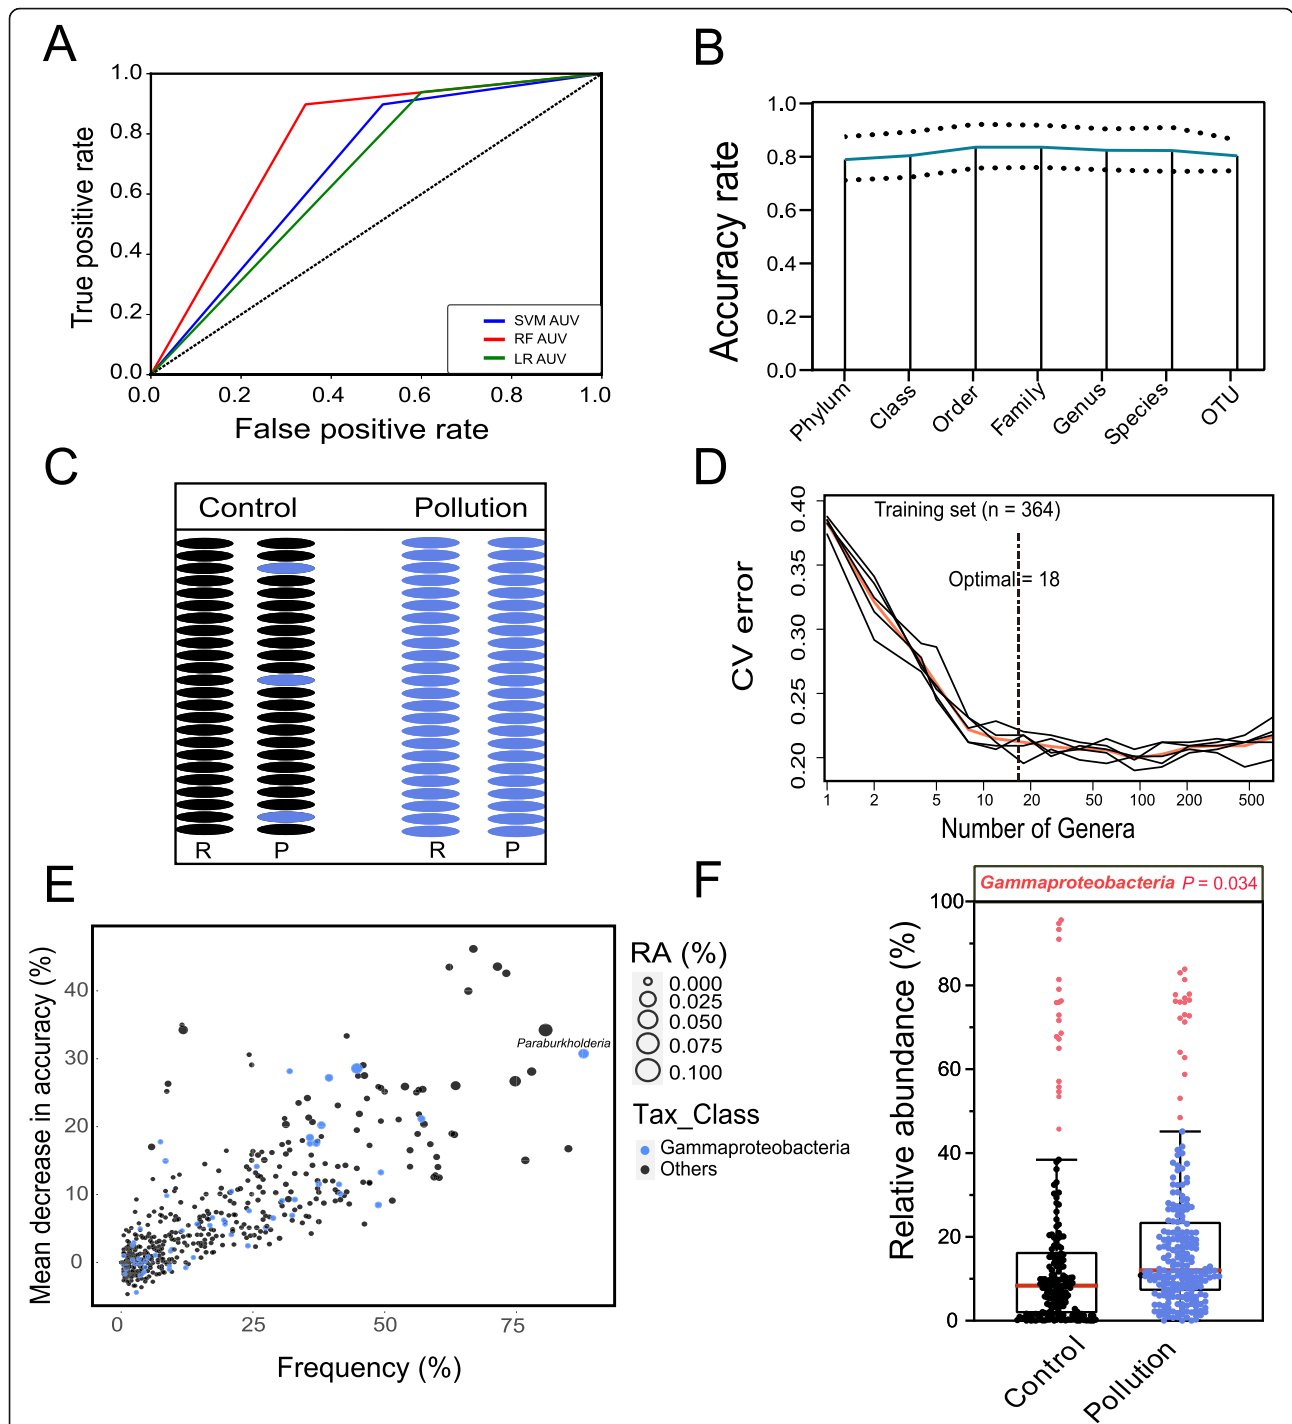 A
True positive rate
1.0
0.8
0.6
0.4
0.2
0.0
0.0 0.2 0.4 0.6 0.8 1.0
False positive rate
SVM AUV
RF AUV
LR AUV
B
Accuracy rate
1.0
0.8
0.6
0.4
0.2
0.0
Phylum Class Order Family Genus Species OTU
C
Control Pollution
R P R P
D
CV error
0.40
0.35
0.30
0.25
0.20
Training set (n = 364)
Optimal = 18
1 2 5 10 20 50 100 200 500
Number of Genera
E
Mean decrease in accuracy (%)
40
30
20
10
0
Paraburkholderia
0 25 50 75
Frequency (%)
RA (%)
0.000
0.025
0.050
0.075
0.100
Tax_Class
Gammaproteobacteria
Others
F
Gammaproteobacteria P = 0.034
Relative abundance (%)
100
80
60
40
20
0
Control Pollution